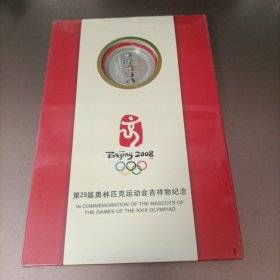 Beijing 2008
第29届奥林匹克运动会吉祥物纪念
IN COMMEMORATION OF THE MASCOTS OF
THE GAMES OF THE XXIX OLYMPIAD